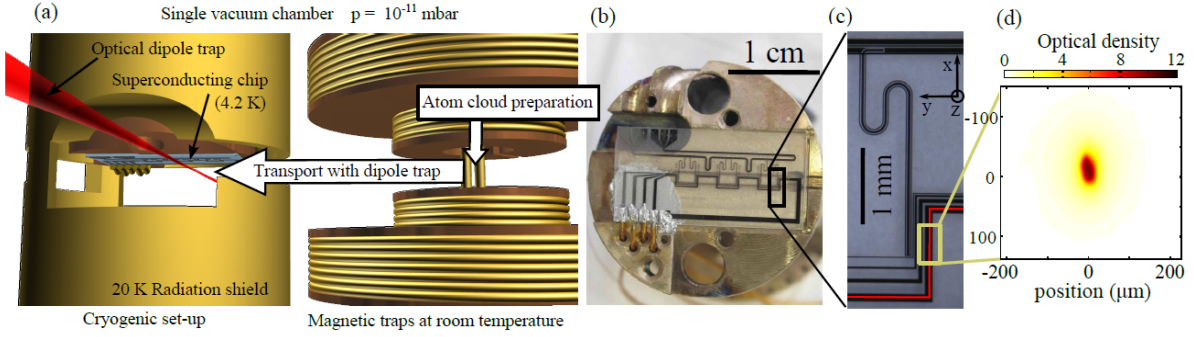 (a)
Single vacuum chamber p = 10⁻¹¹ mbar
Optical dipole trap
Superconducting chip
(4.2 K)
Atom cloud preparation
Transport with dipole trap
20 K Radiation shield
Cryogenic set-up
Magnetic traps at room temperature
(b)
1 cm
(c)
x
y
z
1 mm
(d)
Optical density
0 4 8 12
-100
0
100
-200 0 200
position (μm)